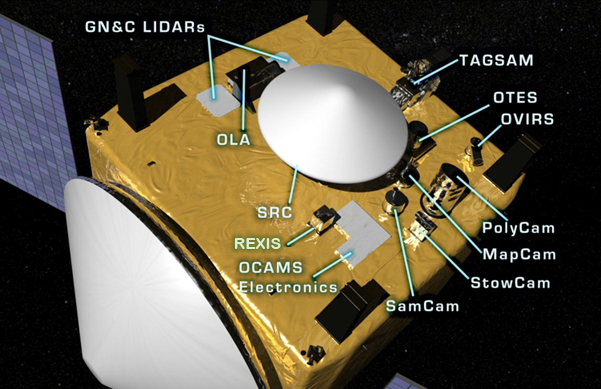 GN&C LIDARs
TAGSAM
OTES
OVIRS
OLA
SRC
PolyCam
REXIS
MapCam
OCAMS
Electronics
StowCam
SamCam